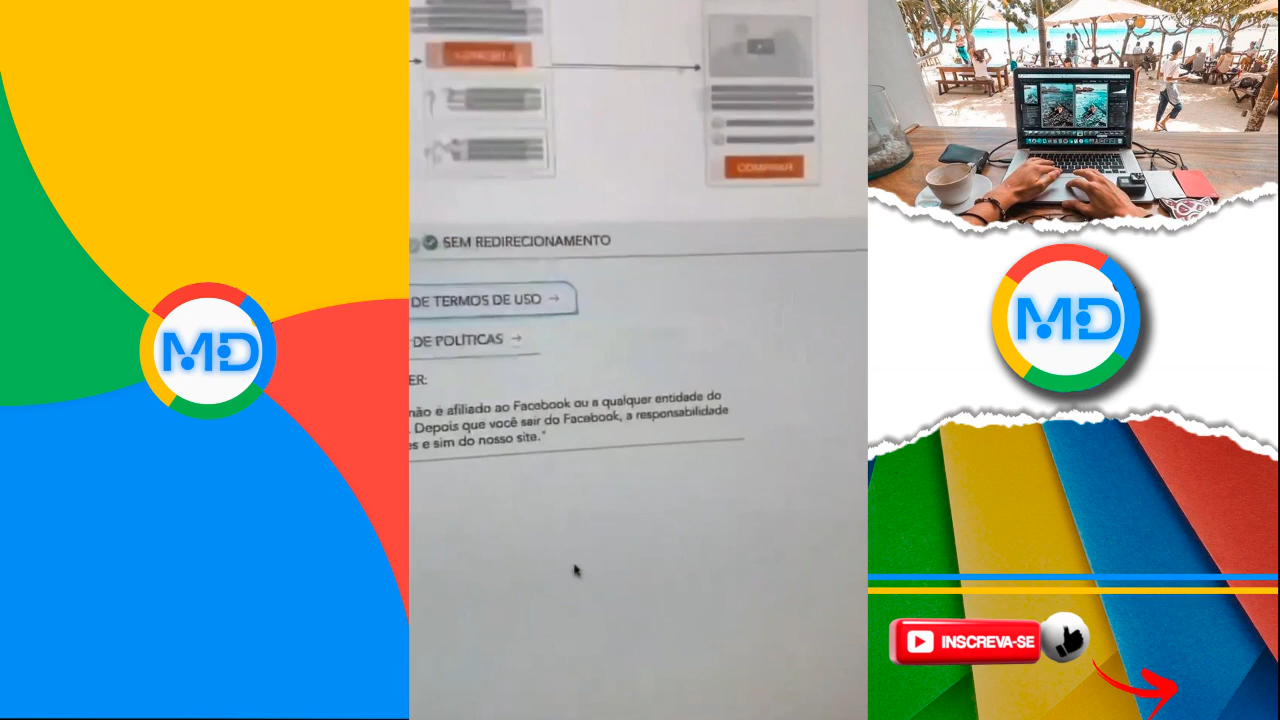 MD
COMPRAR
SEM REDIRECIONAMENTO
DE TERMOS DE USO →
DE POLÍTICAS →
ER:
não é afiliado ao Facebook ou a qualquer entidade do
. Depois que você sair do Facebook, a responsabilidade
es e sim do nosso site."
MD
INSCREVA-SE